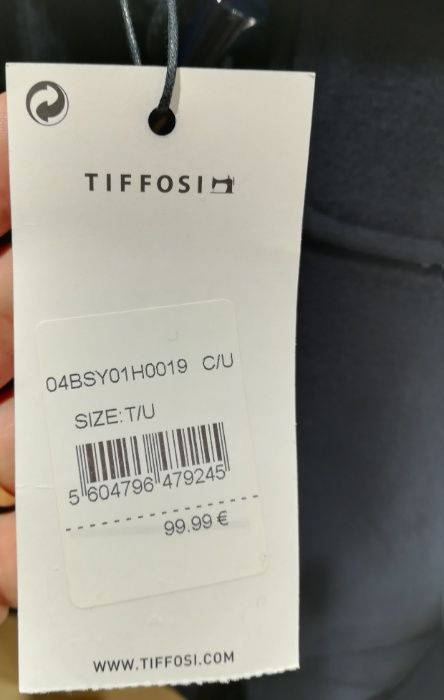 TIFFOSI
04BSY01H0019 C/U
SIZE: T/U
5 604796 479245
99.99 €
WWW.TIFFOSI.COM